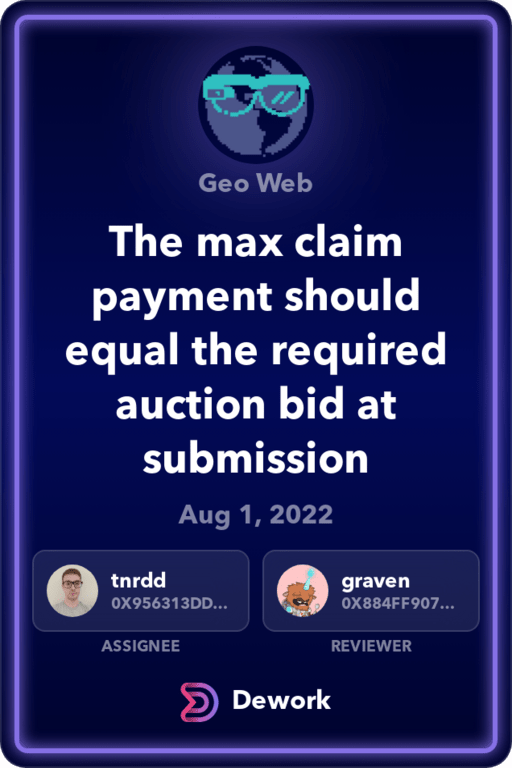 Geo Web
The max claim
payment should
equal the required
auction bid at
submission
Aug 1, 2022
tnrdd
0X956313DD...
graven
0X884FF907...
ASSIGNEE
REVIEWER
Dework